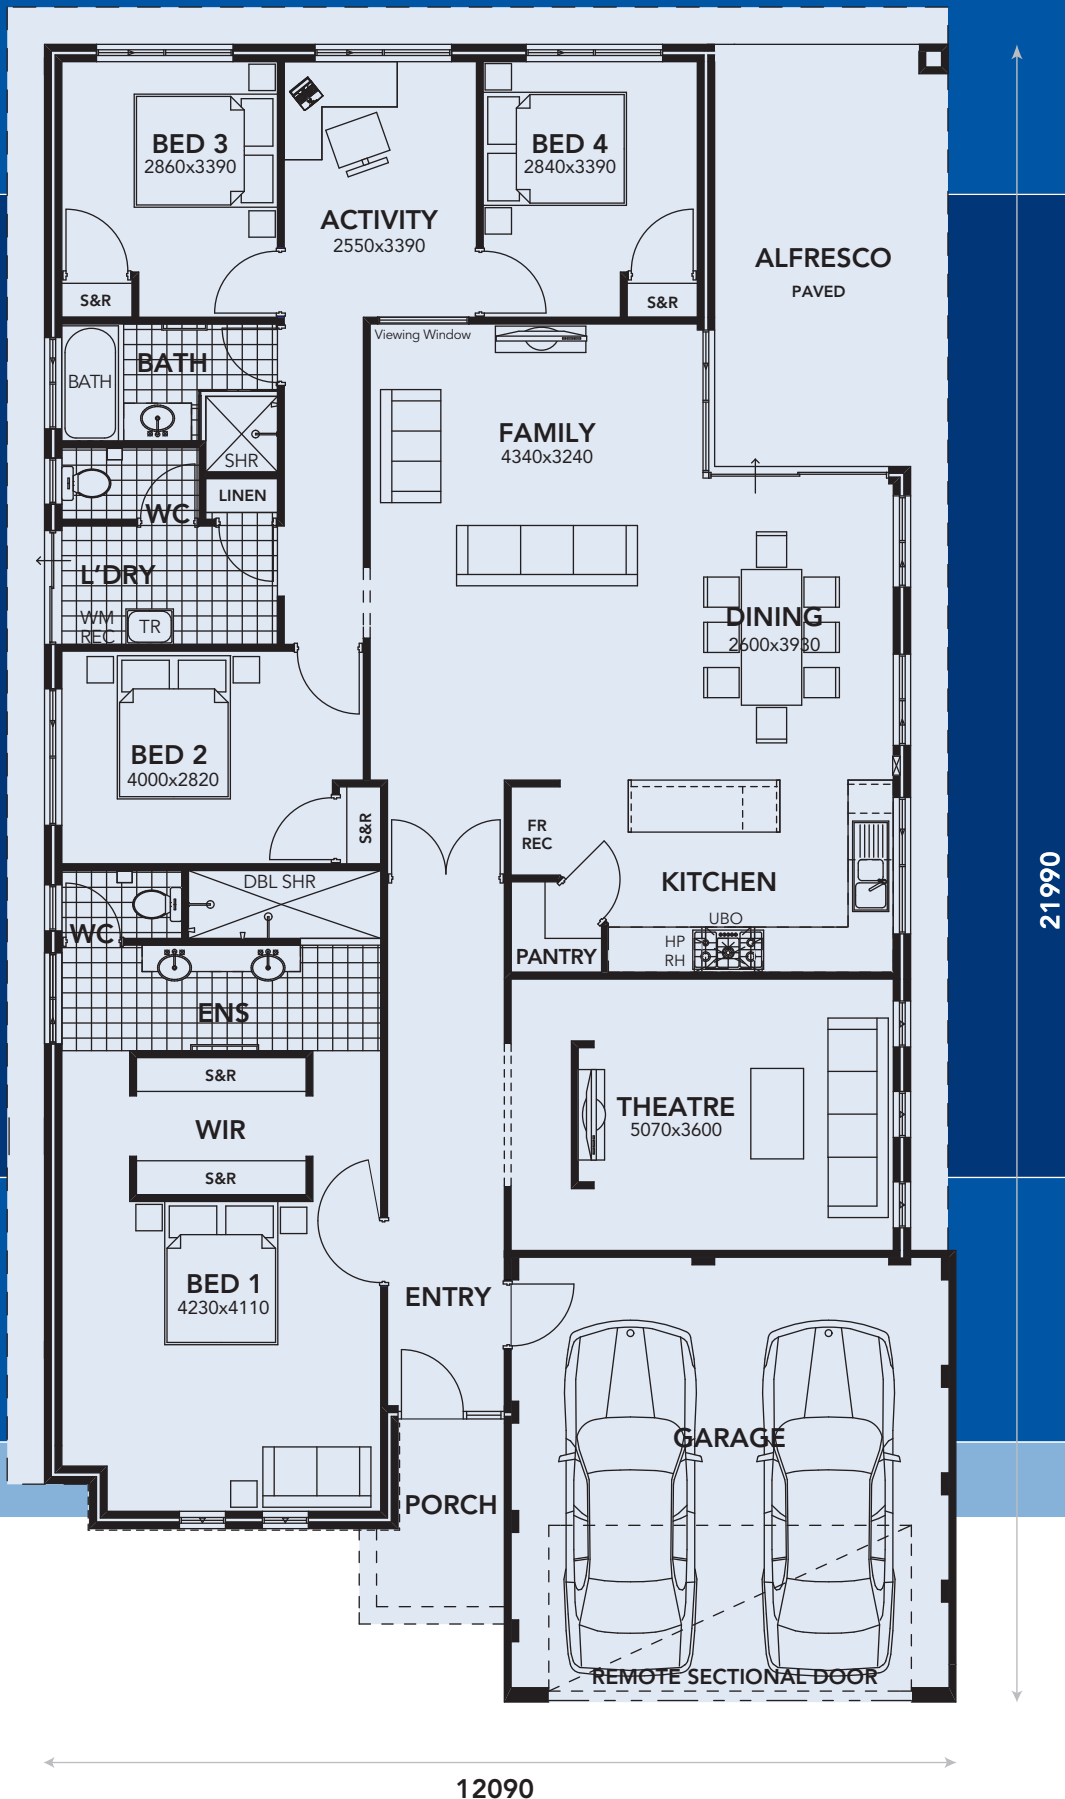 BED 3
2860x3390
BED 4
2840x3390
ACTIVITY
2550x3390
ALFRESCO
PAVED
S&R
S&R
Viewing Window
BATH
BATH
FAMILY
4340x3240
SHR
LINEN
WC
L'DRY
WM
REC
TR
DINING
2600x3930
BED 2
4000x2820
S&R
FR
REC
21990
DBL SHR
KITCHEN
UBO
WC
HP
RH
PANTRY
ENS
S&R
THEATRE
5070x3600
WIR
S&R
BED 1
4230x4110
ENTRY
GARAGE
PORCH
REMOTE SECTIONAL DOOR
12090